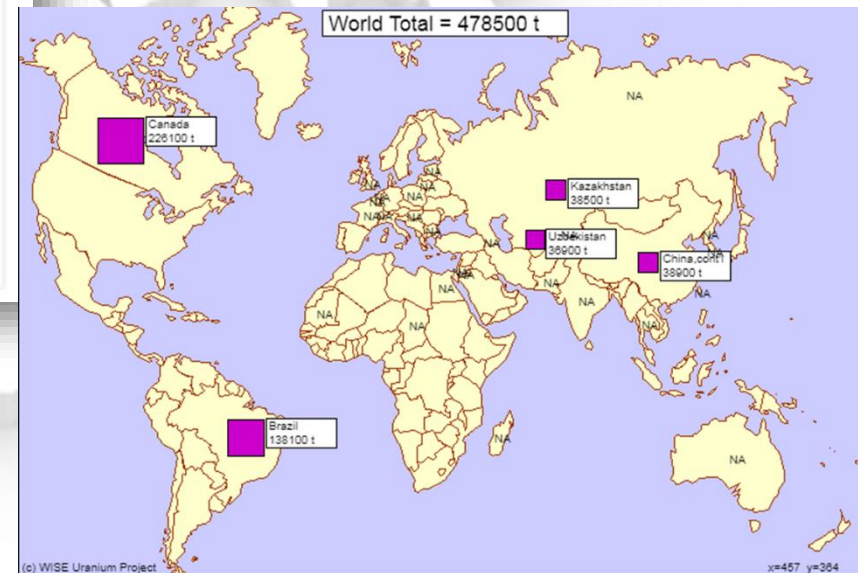 World Total = 478500 t
NA
Canada
226100 t
NA
NA
NA
NA
NA
NA
NA
NA
NA
NA
Kazakhstan
38500 t
Uzbekistan
36900 t
NA
NA
NA
China,cont'l
38900 t
NA
NA
NA
NA
NA
NA
NA
NA
Brazil
138100 t
NA
NA
(c) WISE Uranium Project
x=457 y=364